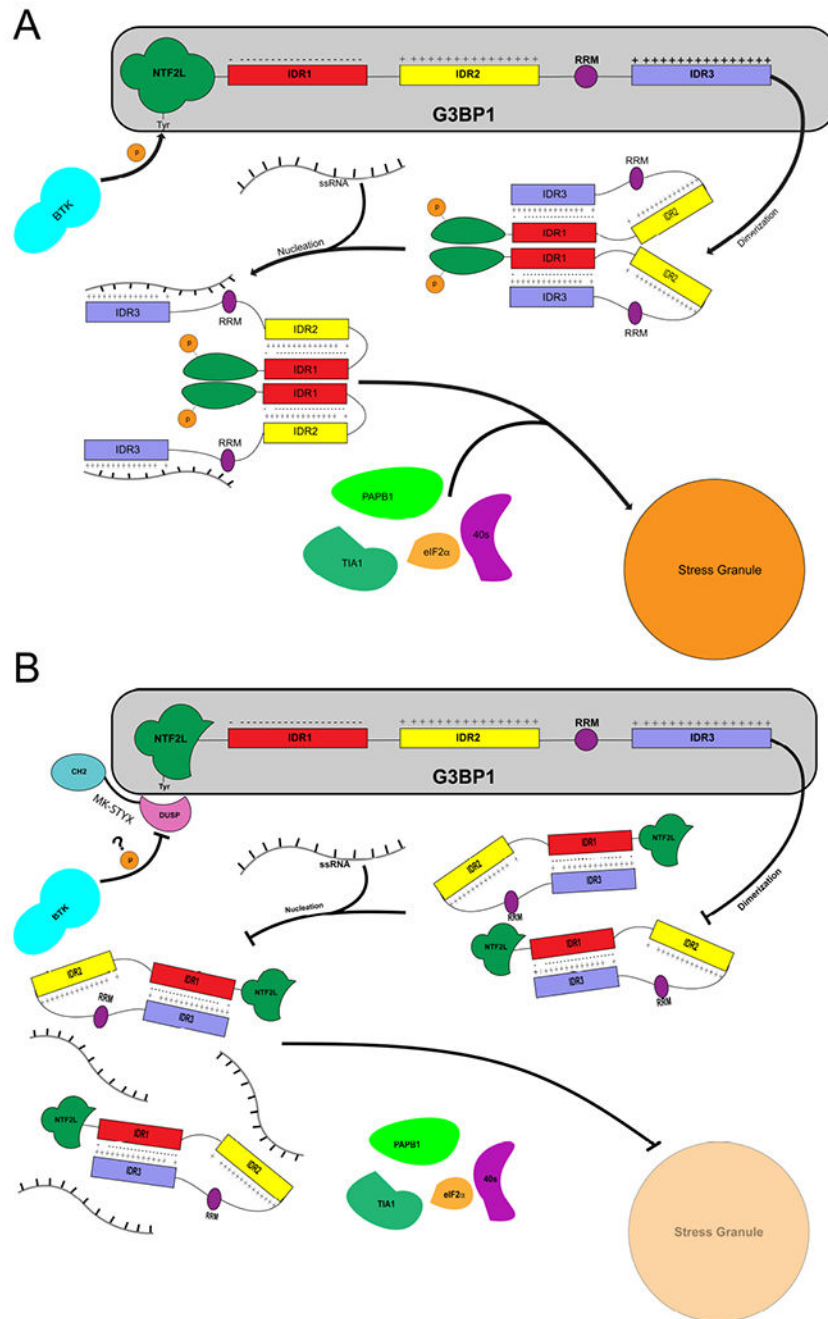 A
NTF2L
- - - - - - - - - - - - - - -
+ + + + + + + + + + + + + + +
RRM
+ + + + + + + + + + + + + + +
IDR1
IDR2
IDR3
Tyr
G3BP1
P
BTK
ssRNA
Nucleation
RRM
IDR3
IDR2
P
IDR1
IDR1
P
IDR3
IDR2
RRM
Dimerization
IDR3
RRM
IDR2
P
IDR1
IDR1
P
IDR2
IDR3
RRM
PAPB1
TIA1
eIF2α
40s
Stress Granule
B
NTF2L
RRM
IDR1
IDR2
IDR3
Tyr
G3BP1
CH2
MK-STYX
DUSP
?
P
BTK
ssRNA
Nucleation
IDR2
IDR1
NTF2L
IDR3
RRM
NTF2L
IDR1
IDR2
IDR3
RRM
Dimerization
IDR2
IDR1
NTF2L
RRM
IDR3
NTF2L
IDR1
IDR2
IDR3
RRM
PAPB1
TIA1
eIF2α
40s
Stress Granule